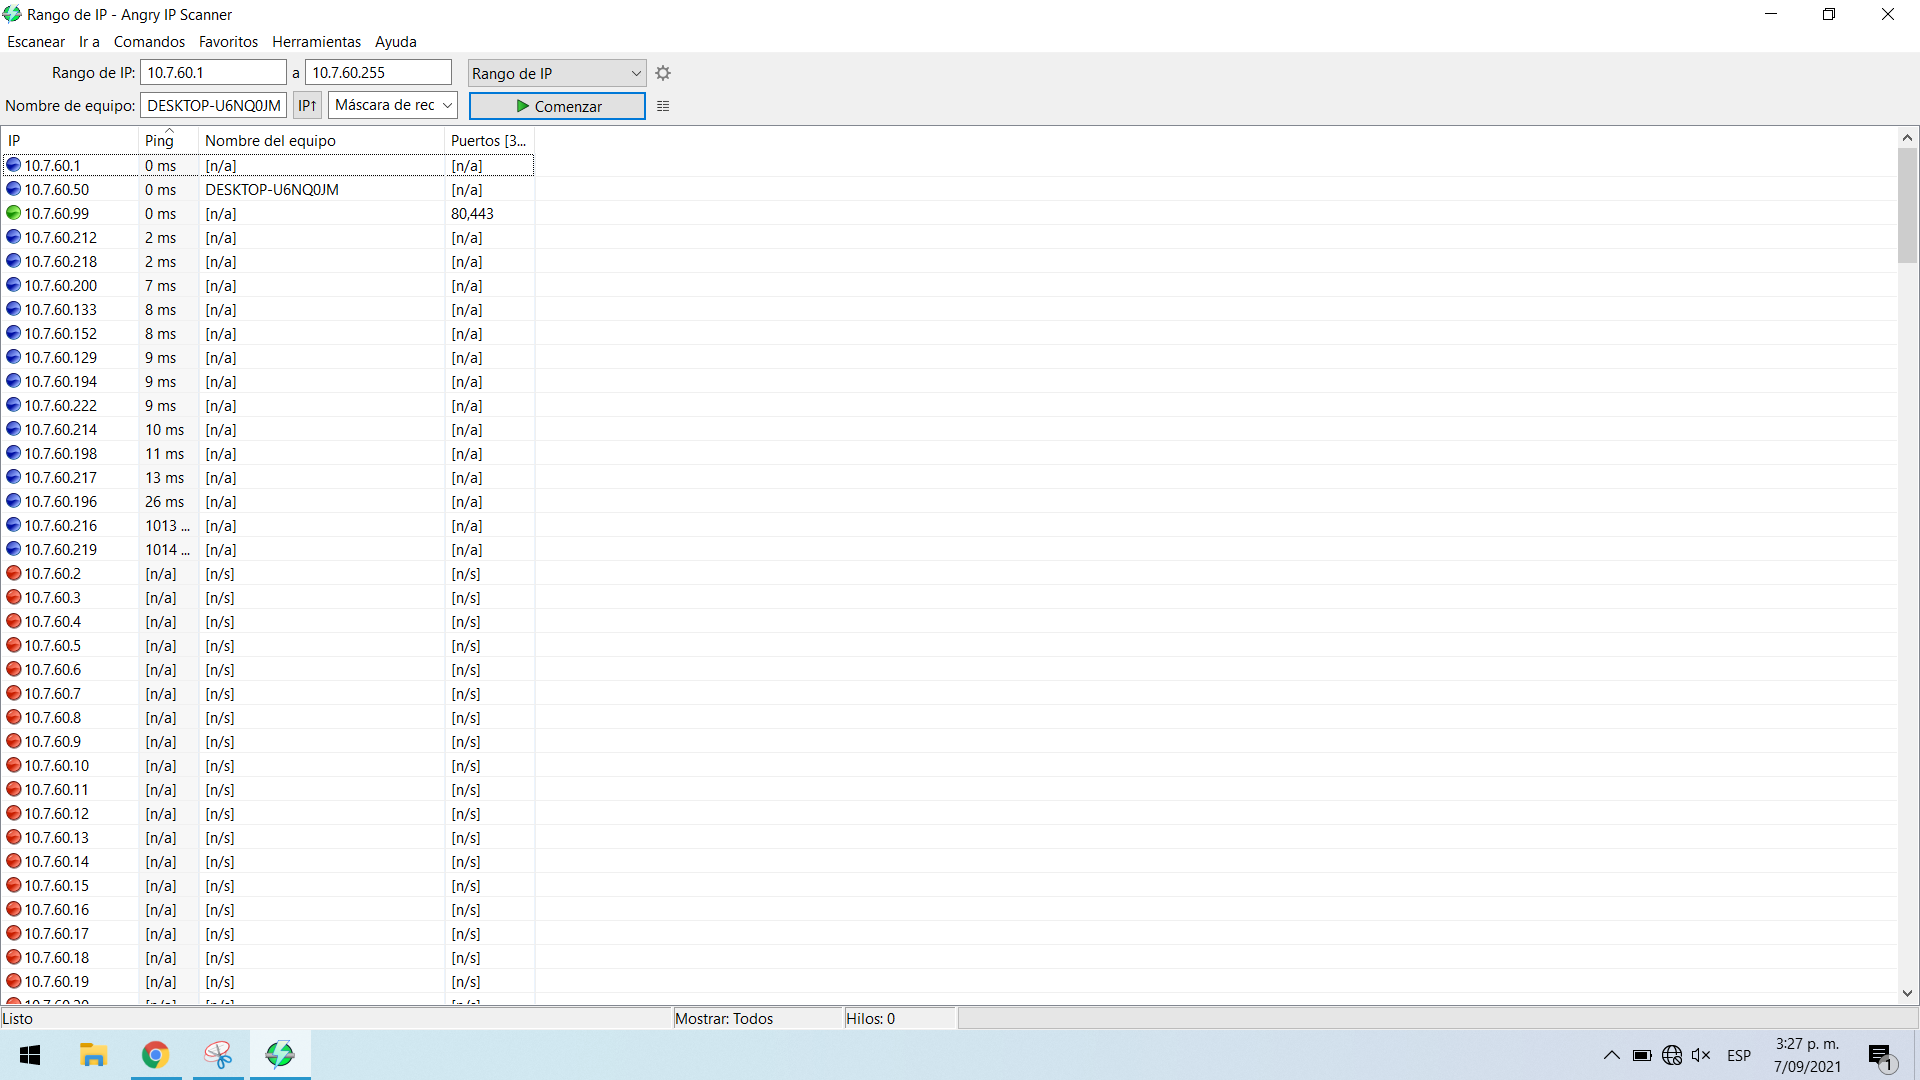 Rango de IP - Angry IP Scanner
Escanear Ir a Comandos Favoritos Herramientas Ayuda
Rango de IP: 10.7.60.1 a 10.7.60.255 Rango de IP
Nombre de equipo: DESKTOP-U6NQ0JM IP↑ Máscara de rec Comenzar
IP Ping Nombre del equipo Puertos [3...
10.7.60.1 0 ms [n/a] [n/a]
10.7.60.50 0 ms DESKTOP-U6NQ0JM [n/a]
10.7.60.99 0 ms [n/a] 80,443
10.7.60.212 2 ms [n/a] [n/a]
10.7.60.218 2 ms [n/a] [n/a]
10.7.60.200 7 ms [n/a] [n/a]
10.7.60.133 8 ms [n/a] [n/a]
10.7.60.152 8 ms [n/a] [n/a]
10.7.60.129 9 ms [n/a] [n/a]
10.7.60.194 9 ms [n/a] [n/a]
10.7.60.222 9 ms [n/a] [n/a]
10.7.60.214 10 ms [n/a] [n/a]
10.7.60.198 11 ms [n/a] [n/a]
10.7.60.217 13 ms [n/a] [n/a]
10.7.60.196 26 ms [n/a] [n/a]
10.7.60.216 1013 ... [n/a] [n/a]
10.7.60.219 1014 ... [n/a] [n/a]
10.7.60.2 [n/a] [n/s] [n/s]
10.7.60.3 [n/a] [n/s] [n/s]
10.7.60.4 [n/a] [n/s] [n/s]
10.7.60.5 [n/a] [n/s] [n/s]
10.7.60.6 [n/a] [n/s] [n/s]
10.7.60.7 [n/a] [n/s] [n/s]
10.7.60.8 [n/a] [n/s] [n/s]
10.7.60.9 [n/a] [n/s] [n/s]
10.7.60.10 [n/a] [n/s] [n/s]
10.7.60.11 [n/a] [n/s] [n/s]
10.7.60.12 [n/a] [n/s] [n/s]
10.7.60.13 [n/a] [n/s] [n/s]
10.7.60.14 [n/a] [n/s] [n/s]
10.7.60.15 [n/a] [n/s] [n/s]
10.7.60.16 [n/a] [n/s] [n/s]
10.7.60.17 [n/a] [n/s] [n/s]
10.7.60.18 [n/a] [n/s] [n/s]
10.7.60.19 [n/a] [n/s] [n/s]
Listo Mostrar: Todos Hilos: 0
ESP 3:27 p. m.
7/09/2021 1